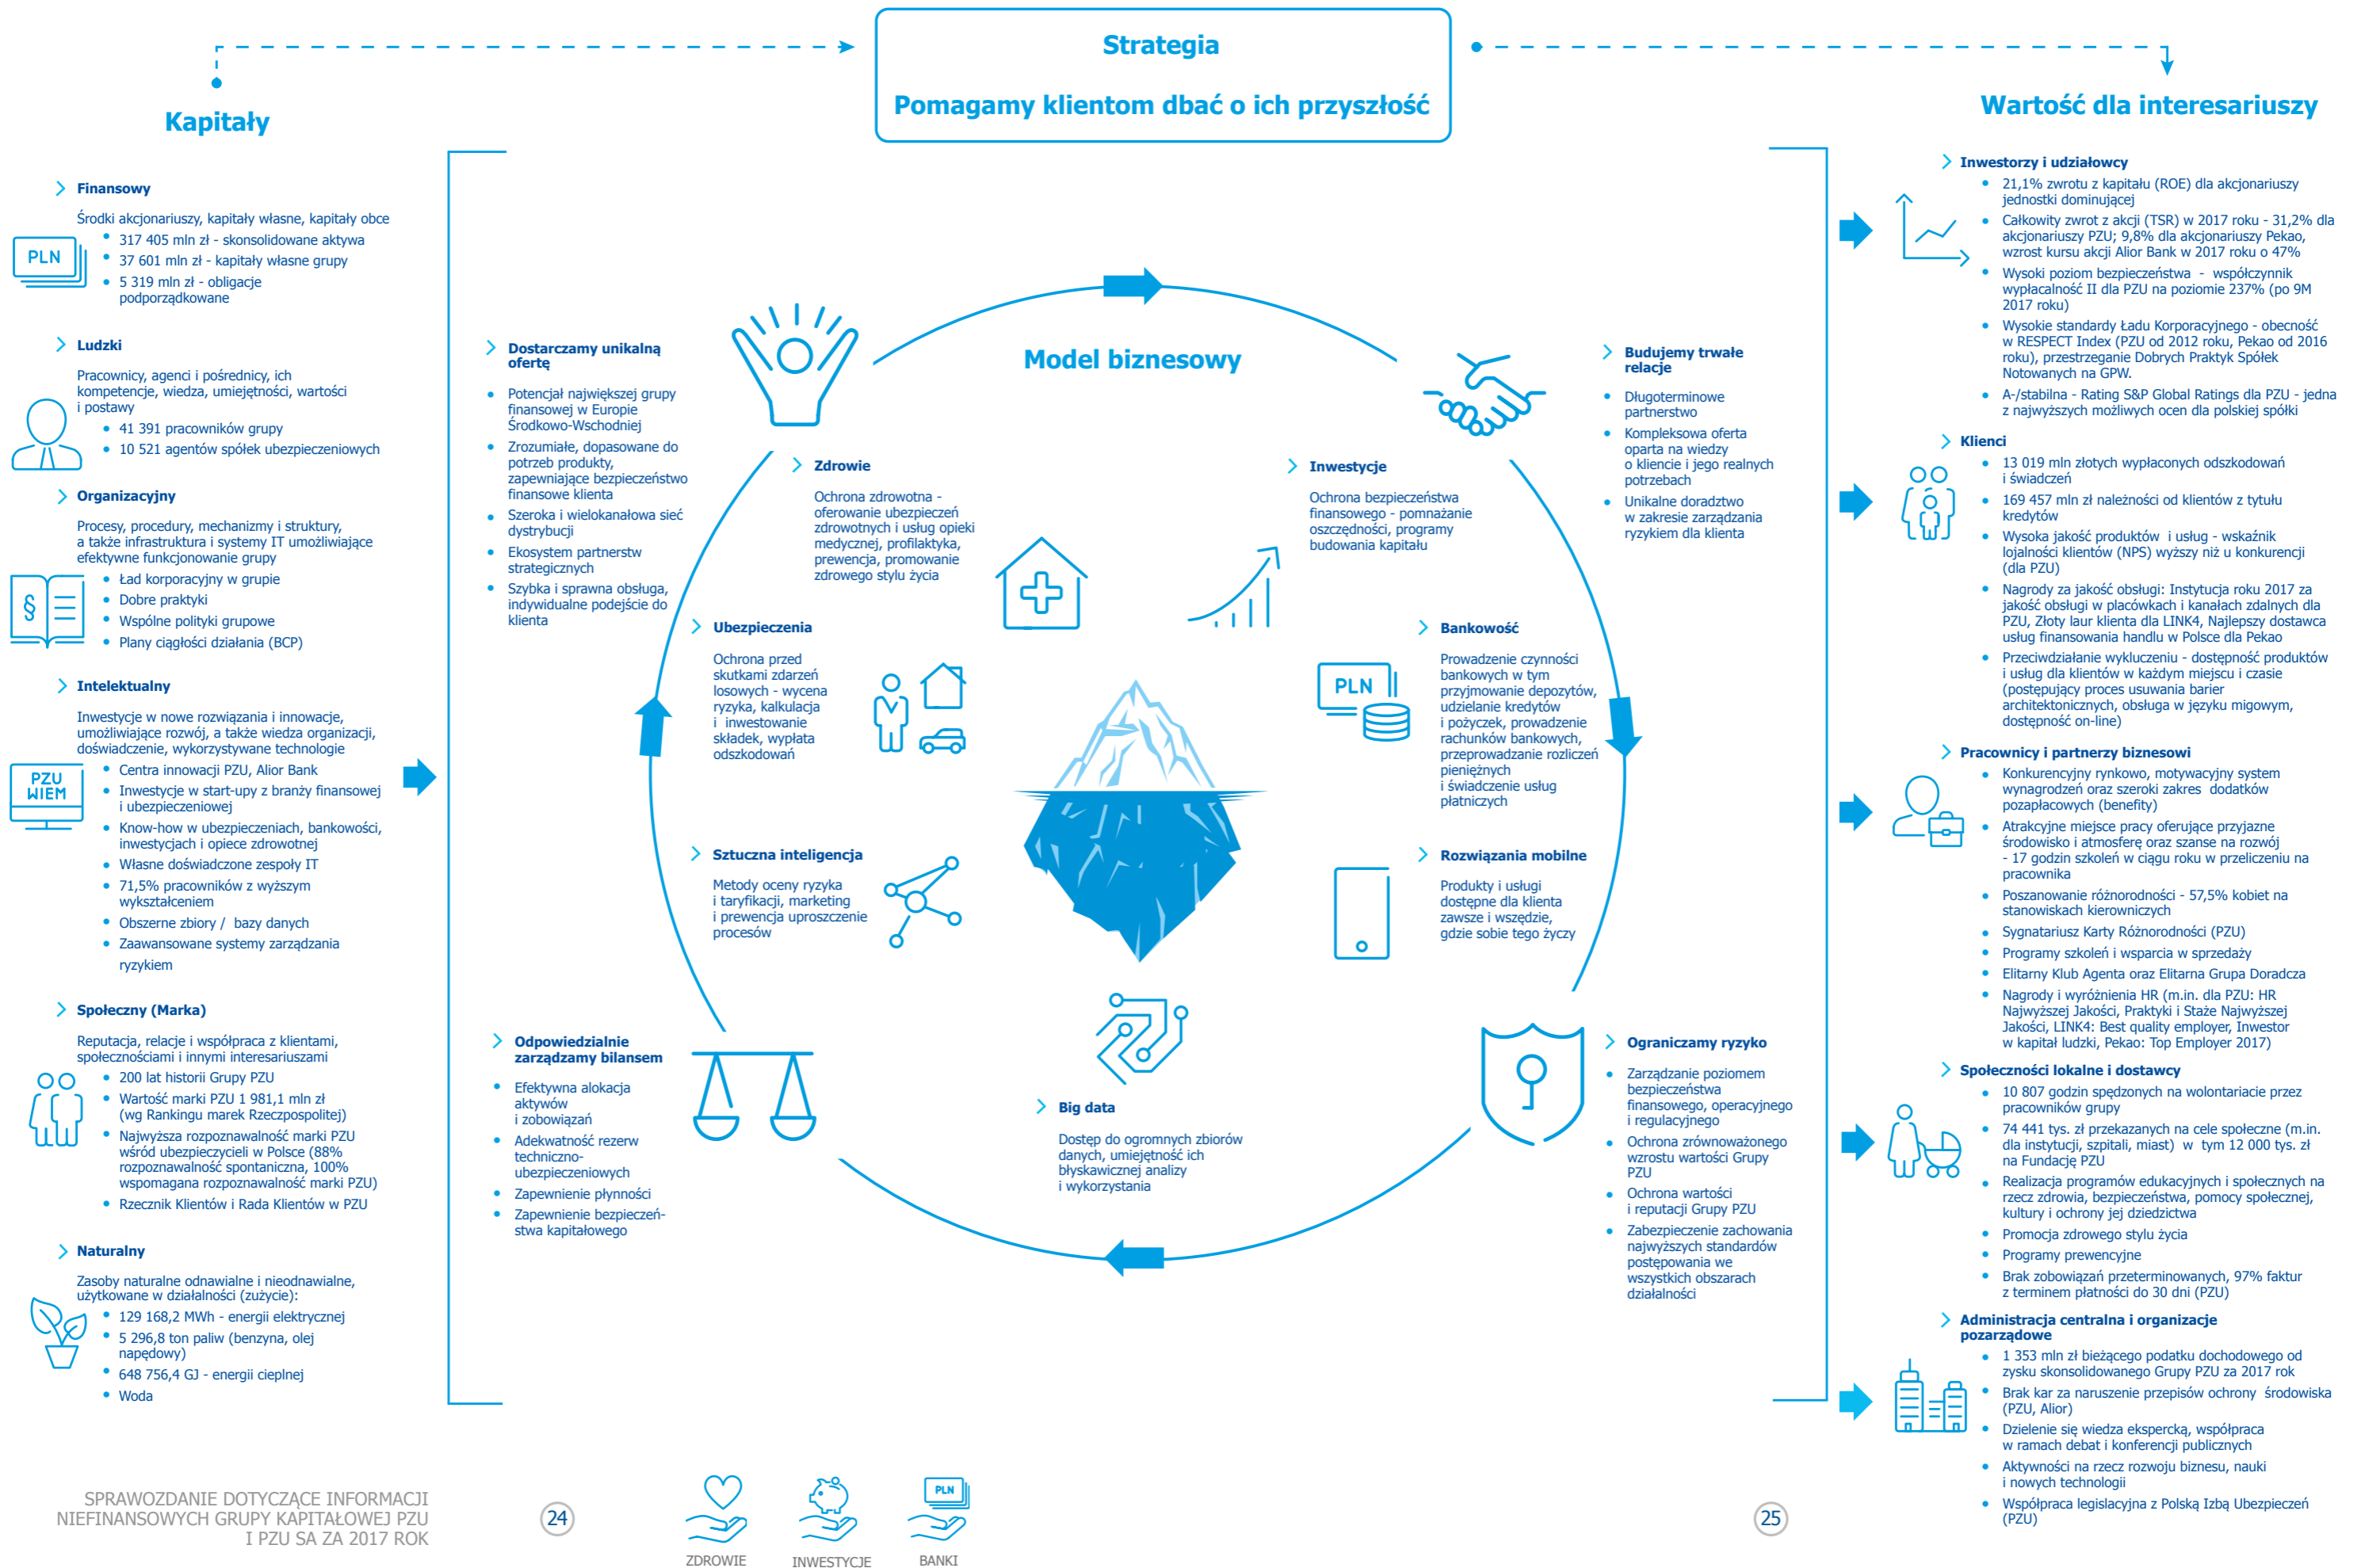 Strategia
Pomagamy klientom dbać o ich przyszłość
Kapitały
Finansowy
Środki akcjonariuszy, kapitały własne, kapitały obce
PLN
317 405 mln zł - skonsolidowane aktywa
37 601 mln zł - kapitały własne grupy
5 319 mln zł - obligacje
podporządkowane
Ludzki
Pracownicy, agenci i pośrednicy, ich
kompetencje, wiedza, umiejętności, wartości
i postawy
41 391 pracowników grupy
10 521 agentów spółek ubezpieczeniowych
Organizacyjny
Procesy, procedury, mechanizmy i struktury,
a także infrastruktura i systemy IT umożliwiające
efektywne funkcjonowanie grupy
§
Ład korporacyjny w grupie
Dobre praktyki
Wspólne polityki grupowe
Plany ciągłości działania (BCP)
Intelektualny
Inwestycje w nowe rozwiązania i innowacje,
umożliwiające rozwój, a także wiedza organizacji,
doświadczenie, wykorzystywane technologie
PZU
WIEM
Centra innowacji PZU, Alior Bank
Inwestycje w start-upy z branży finansowej
i ubezpieczeniowej
Know-how w ubezpieczeniach, bankowości,
inwestycjach i opiece zdrowotnej
Własne doświadczone zespoły IT
71,5% pracowników z wyższym
wykształceniem
Obszerne zbiory / bazy danych
Zaawansowane systemy zarządzania
ryzykiem
Społeczny (Marka)
Reputacja, relacje i współpraca z klientami,
społecznościami i innymi interesariuszami
200 lat historii Grupy PZU
Wartość marki PZU 1 981,1 mln zł
(wg Rankingu marek Rzeczpospolitej)
Najwyższa rozpoznawalność marki PZU
wśród ubezpieczycieli w Polsce (88%
rozpoznawalność spontaniczna, 100%
wspomagana rozpoznawalność marki PZU)
Rzecznik Klientów i Rada Klientów w PZU
Naturalny
Zasoby naturalne odnawialne i nieodnawialne,
użytkowane w działalności (zużycie):
129 168,2 MWh - energii elektrycznej
5 296,8 ton paliw (benzyna, olej
napędowy)
648 756,4 GJ - energii cieplnej
Woda
Model biznesowy
Dostarczamy unikalną
ofertę
Potencjał największej grupy
finansowej w Europie
Środkowo-Wschodniej
Zrozumiałe, dopasowane do
potrzeb produkty,
zapewniające bezpieczeństwo
finansowe klienta
Szeroka i wielokanałowa sieć
dystrybucji
Ekosystem partnerstw
strategicznych
Szybka i sprawna obsługa,
indywidualne podejście do
klienta
Budujemy trwałe
relacje
Długoterminowe
partnerstwo
Kompleksowa oferta
oparta na wiedzy
o kliencie i jego realnych
potrzebach
Unikalne doradztwo
w zakresie zarządzania
ryzykiem dla klienta
Zdrowie
Ochrona zdrowotna -
oferowanie ubezpieczeń
zdrowotnych i usług opieki
medycznej, profilaktyka,
prewencja, promowanie
zdrowego stylu życia
Inwestycje
Ochrona bezpieczeństwa
finansowego - pomnażanie
oszczędności, programy
budowania kapitału
Ubezpieczenia
Ochrona przed
skutkami zdarzeń
losowych - wycena
ryzyka, kalkulacja
i inwestowanie
składek, wypłata
odszkodowań
Bankowość
PLN
Prowadzenie czynności
bankowych w tym
przyjmowanie depozytów,
udzielanie kredytów
i pożyczek, prowadzenie
rachunków bankowych,
przeprowadzanie rozliczeń
pieniężnych
i świadczenie usług
płatniczych
Sztuczna inteligencja
Metody oceny ryzyka
i taryfikacji, marketing
i prewencja uproszczenie
procesów
Rozwiązania mobilne
Produkty i usługi
dostępne dla klienta
zawsze i wszędzie,
gdzie sobie tego życzy
Big data
Dostęp do ogromnych zbiorów
danych, umiejętność ich
błyskawicznej analizy
i wykorzystania
Odpowiedzialnie
zarządzamy bilansem
Efektywna alokacja
aktywów
i zobowiązań
Adekwatność rezerw
techniczno-
ubezpieczeniowych
Zapewnienie płynności
Zapewnienie bezpieczeń-
stwa kapitałowego
Ograniczamy ryzyko
Zarządzanie poziomem
bezpieczeństwa
finansowego, operacyjnego
i regulacyjnego
Ochrona zrównoważonego
wzrostu wartości Grupy
PZU
Ochrona wartości
i reputacji Grupy PZU
Zabezpieczenie zachowania
najwyższych standardów
postępowania we
wszystkich obszarach
działalności
Wartość dla interesariuszy
Inwestorzy i udziałowcy
21,1% zwrotu z kapitału (ROE) dla akcjonariuszy
jednostki dominującej
Całkowity zwrot z akcji (TSR) w 2017 roku - 31,2% dla
akcjonariuszy PZU; 9,8% dla akcjonariuszy Pekao,
wzrost kursu akcji Alior Bank w 2017 roku o 47%
Wysoki poziom bezpieczeństwa - współczynnik
wypłacalność II dla PZU na poziomie 237% (po 9M
2017 roku)
Wysokie standardy Ładu Korporacyjnego - obecność
w RESPECT Index (PZU od 2012 roku, Pekao od 2016
roku), przestrzeganie Dobrych Praktyk Spółek
Notowanych na GPW.
A-/stabilna - Rating S&P Global Ratings dla PZU - jedna
z najwyższych możliwych ocen dla polskiej spółki
Klienci
13 019 mln złotych wypłaconych odszkodowań
i świadczeń
169 457 mln zł należności od klientów z tytułu
kredytów
Wysoka jakość produktów i usług - wskaźnik
lojalności klientów (NPS) wyższy niż u konkurencji
(dla PZU)
Nagrody za jakość obsługi: Instytucja roku 2017 za
jakość obsługi w placówkach i kanałach zdalnych dla
PZU, Złoty laur klienta dla LINK4, Najlepszy dostawca
usług finansowania handlu w Polsce dla Pekao
Przeciwdziałanie wykluczeniu - dostępność produktów
i usług dla klientów w każdym miejscu i czasie
(postępujący proces usuwania barier
architektonicznych, obsługa w języku migowym,
dostępność on-line)
Pracownicy i partnerzy biznesowi
Konkurencyjny rynkowo, motywacyjny system
wynagrodzeń oraz szeroki zakres dodatków
pozapłacowych (benefity)
Atrakcyjne miejsce pracy oferujące przyjazne
środowisko i atmosferę oraz szanse na rozwój
- 17 godzin szkoleń w ciągu roku w przeliczeniu na
pracownika
Poszanowanie różnorodności - 57,5% kobiet na
stanowiskach kierowniczych
Sygnatariusz Karty Różnorodności (PZU)
Programy szkoleń i wsparcia w sprzedaży
Elitarny Klub Agenta oraz Elitarna Grupa Doradcza
Nagrody i wyróżnienia HR (m.in. dla PZU: HR
Najwyższej Jakości, Praktyki i Staże Najwyższej
Jakości, LINK4: Best quality employer, Inwestor
w kapitał ludzki, Pekao: Top Employer 2017)
Społeczności lokalne i dostawcy
10 807 godzin spędzonych na wolontariacie przez
pracowników grupy
74 441 tys. zł przekazanych na cele społeczne (m.in.
dla instytucji, szpitali, miast) w tym 12 000 tys. zł
na Fundację PZU
Realizacja programów edukacyjnych i społecznych na
rzecz zdrowia, bezpieczeństwa, pomocy społecznej,
kultury i ochrony jej dziedzictwa
Promocja zdrowego stylu życia
Programy prewencyjne
Brak zobowiązań przeterminowanych, 97% faktur
z terminem płatności do 30 dni (PZU)
Administracja centralna i organizacje
pozarządowe
1 353 mln zł bieżącego podatku dochodowego od
zysku skonsolidowanego Grupy PZU za 2017 rok
Brak kar za naruszenie przepisów ochrony środowiska
(PZU, Alior)
Dzielenie się wiedza ekspercką, współpraca
w ramach debat i konferencji publicznych
Aktywności na rzecz rozwoju biznesu, nauki
i nowych technologii
Współpraca legislacyjna z Polską Izbą Ubezpieczeń
(PZU)
SPRAWOZDANIE DOTYCZĄCE INFORMACJI
NIEFINANSOWYCH GRUPY KAPITAŁOWEJ PZU
I PZU SA ZA 2017 ROK
24
ZDROWIE
INWESTYCJE
PLN
BANKI
25